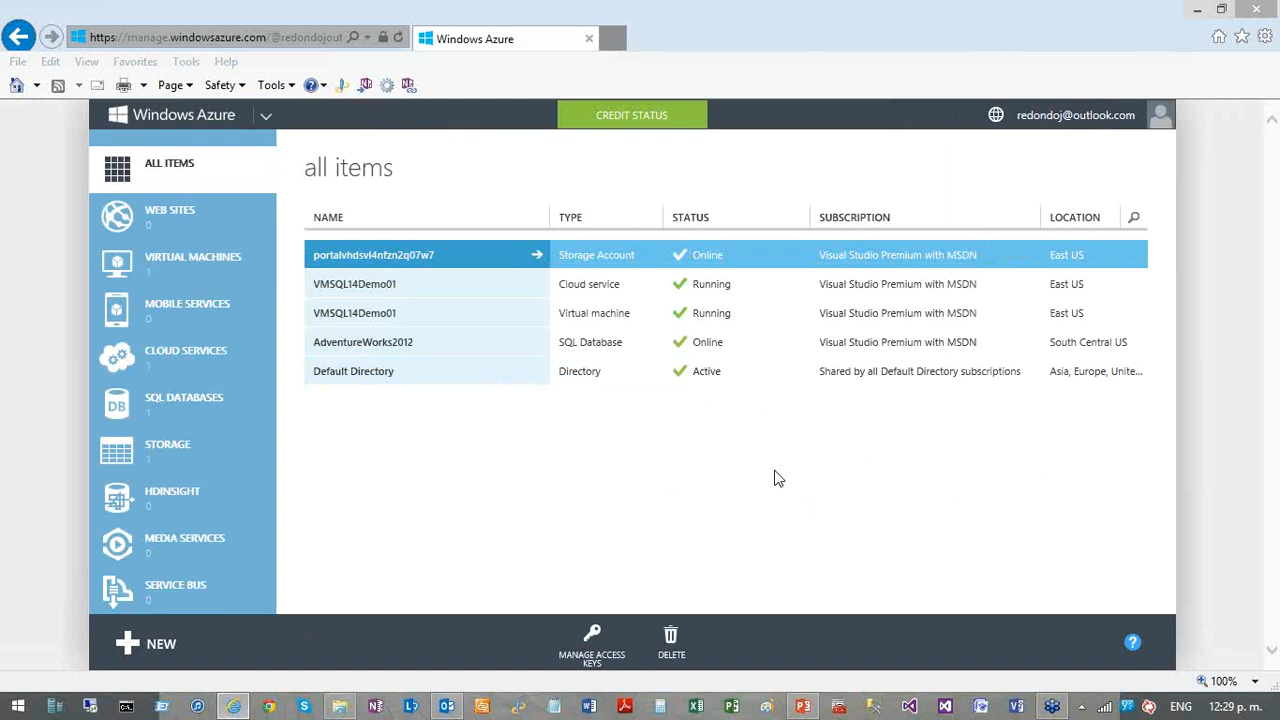 https://manage.windowsazure.com/@redondojout
Windows Azure
File Edit View Favorites Tools Help
Page Safety Tools
Windows Azure
CREDIT STATUS
redondoj@outlook.com
ALL ITEMS
WEB SITES
0
VIRTUAL MACHINES
1
MOBILE SERVICES
0
CLOUD SERVICES
1
SQL DATABASES
1
STORAGE
1
HDINSIGHT
0
MEDIA SERVICES
0
SERVICE BUS
0
all items
NAME TYPE STATUS SUBSCRIPTION LOCATION
portalvhdsvl4nfzn2q07w7 Storage Account Online Visual Studio Premium with MSDN East US
VMSQL14Demo01 Cloud service Running Visual Studio Premium with MSDN East US
VMSQL14Demo01 Virtual machine Running Visual Studio Premium with MSDN East US
AdventureWorks2012 SQL Database Online Visual Studio Premium with MSDN South Central US
Default Directory Directory Active Shared by all Default Directory subscriptions Asia, Europe, Unite...
NEW
MANAGE ACCESS
KEYS
DELETE
?
100%
ENG 12:29 p. m.